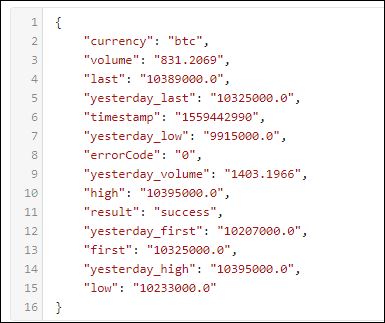 1 {
2 "currency": "btc",
3 "volume": "831.2069",
4 "last": "10389000.0",
5 "yesterday_last": "10325000.0",
6 "timestamp": "1559442990",
7 "yesterday_low": "9915000.0",
8 "errorCode": "0",
9 "yesterday_volume": "1403.1966",
10 "high": "10395000.0",
11 "result": "success",
12 "yesterday_first": "10207000.0",
13 "first": "10325000.0",
14 "yesterday_high": "10395000.0",
15 "low": "10233000.0"
16 }